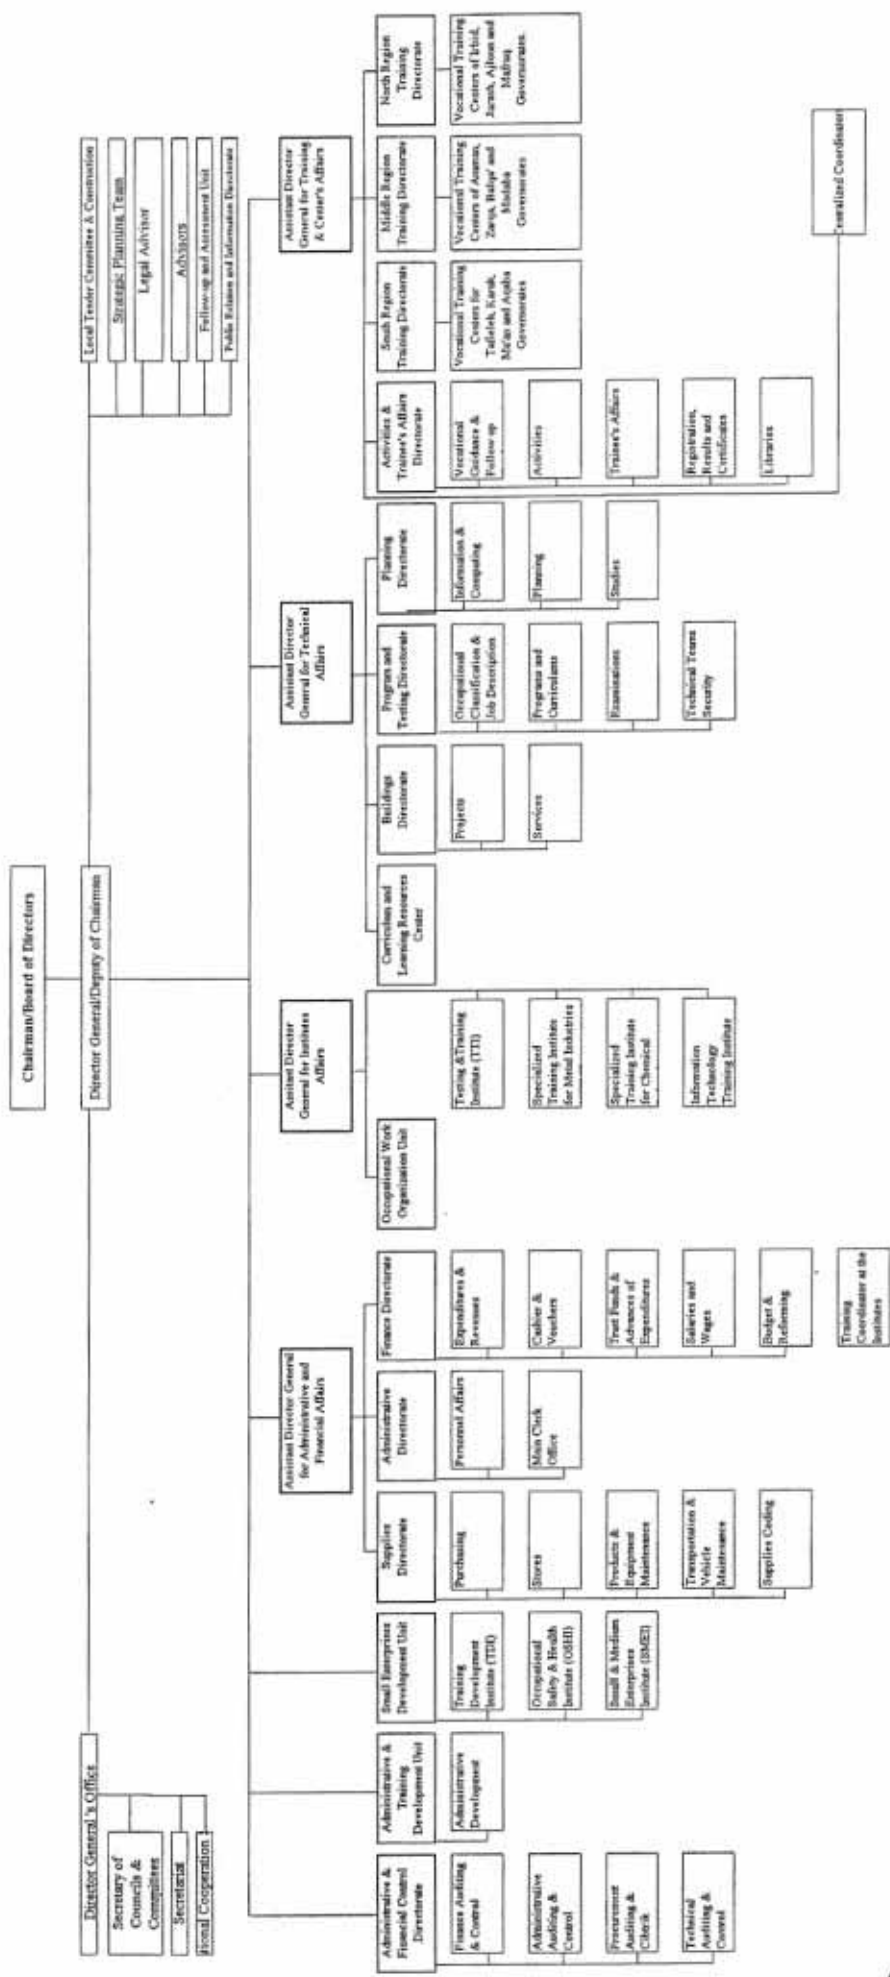 Chairman/Board of Directors
Director General/Deputy of Chairman
Director General's Office
Secretary of
Councils &
Committees
Secretariat
ional Cooperation
Local Tender Committee & Construction
Strategic Planning Team
Legal Advisor
Advisors
Follow-up and Assessment Unit
Public Relation and Information Directorate
Administrative &
Financial Control
Directorate
Finance Auditing
& Control
Administrative
Auditing &
Control
Procurement
Auditing &
Technical
Auditing &
Control
Administrative &
Training
Development Unit
Administrative
Development
Small Enterprises
Development Unit
Training
Development
Institute (TDI)
Occupational
Safety & Health
Institute (OSHI)
Small & Medium
Enterprises
Institute (SMEI)
Assistant Director General
for Administrative and
Financial Affairs
Supplies
Directorate
Purchasing
Stores
Products &
Equipment
Maintenance
Transportation &
Vehicle
Maintenance
Supplies Coding
Administrative
Directorate
Personnel Affairs
Main Clerk
Office
Finance Directorate
Expenditures &
Revenues
Cashier &
Vouchers
Trust Funds &
Advances of
Expenditures
Salaries and
Wages
Budget &
Reforming
Training
Coordinator at the
Institutes
Assistant Director
General for Institutes
Affairs
Occupational Work
Organization Unit
Testing &Training
Institute (TTI)
Specialized
Training Institute
for Metal Industries
Specialized
Training Institute
for Chemical
Information
Technology
Training Institute
Assistant Director
General for Technical
Affairs
Curriculum and
Learning Resources
Center
Buildings
Directorate
Projects
Services
Program and
Testing Directorate
Occupational
Classification &
Job Description
Programs and
Curriculums
Examinations
Technical Teams
Security
Planning
Directorate
Information &
Computing
Planning
Studies
Assistant Director
General for Training
& Center's Affairs
Activities &
Trainee's Affairs
Directorate
Vocational
Guidance &
Follow up
Activities
Trainee's Affairs
Registration,
Results and
Certificates
Libraries
South Region
Training Directorate
Vocational Training
Centers for
Tafieleh, Karak,
Ma'an and Aqaba
Governorates
Middle Region
Training Directorate
Vocational Training
Centers of Amman,
Zarqa, Balqa' and
Madaba
Governorates
North Region
Training
Directorate
Vocational Training
Centers of Irbid,
Jarash, Ajloun and
Mafraq
Governorates.
Centralized Coordinators